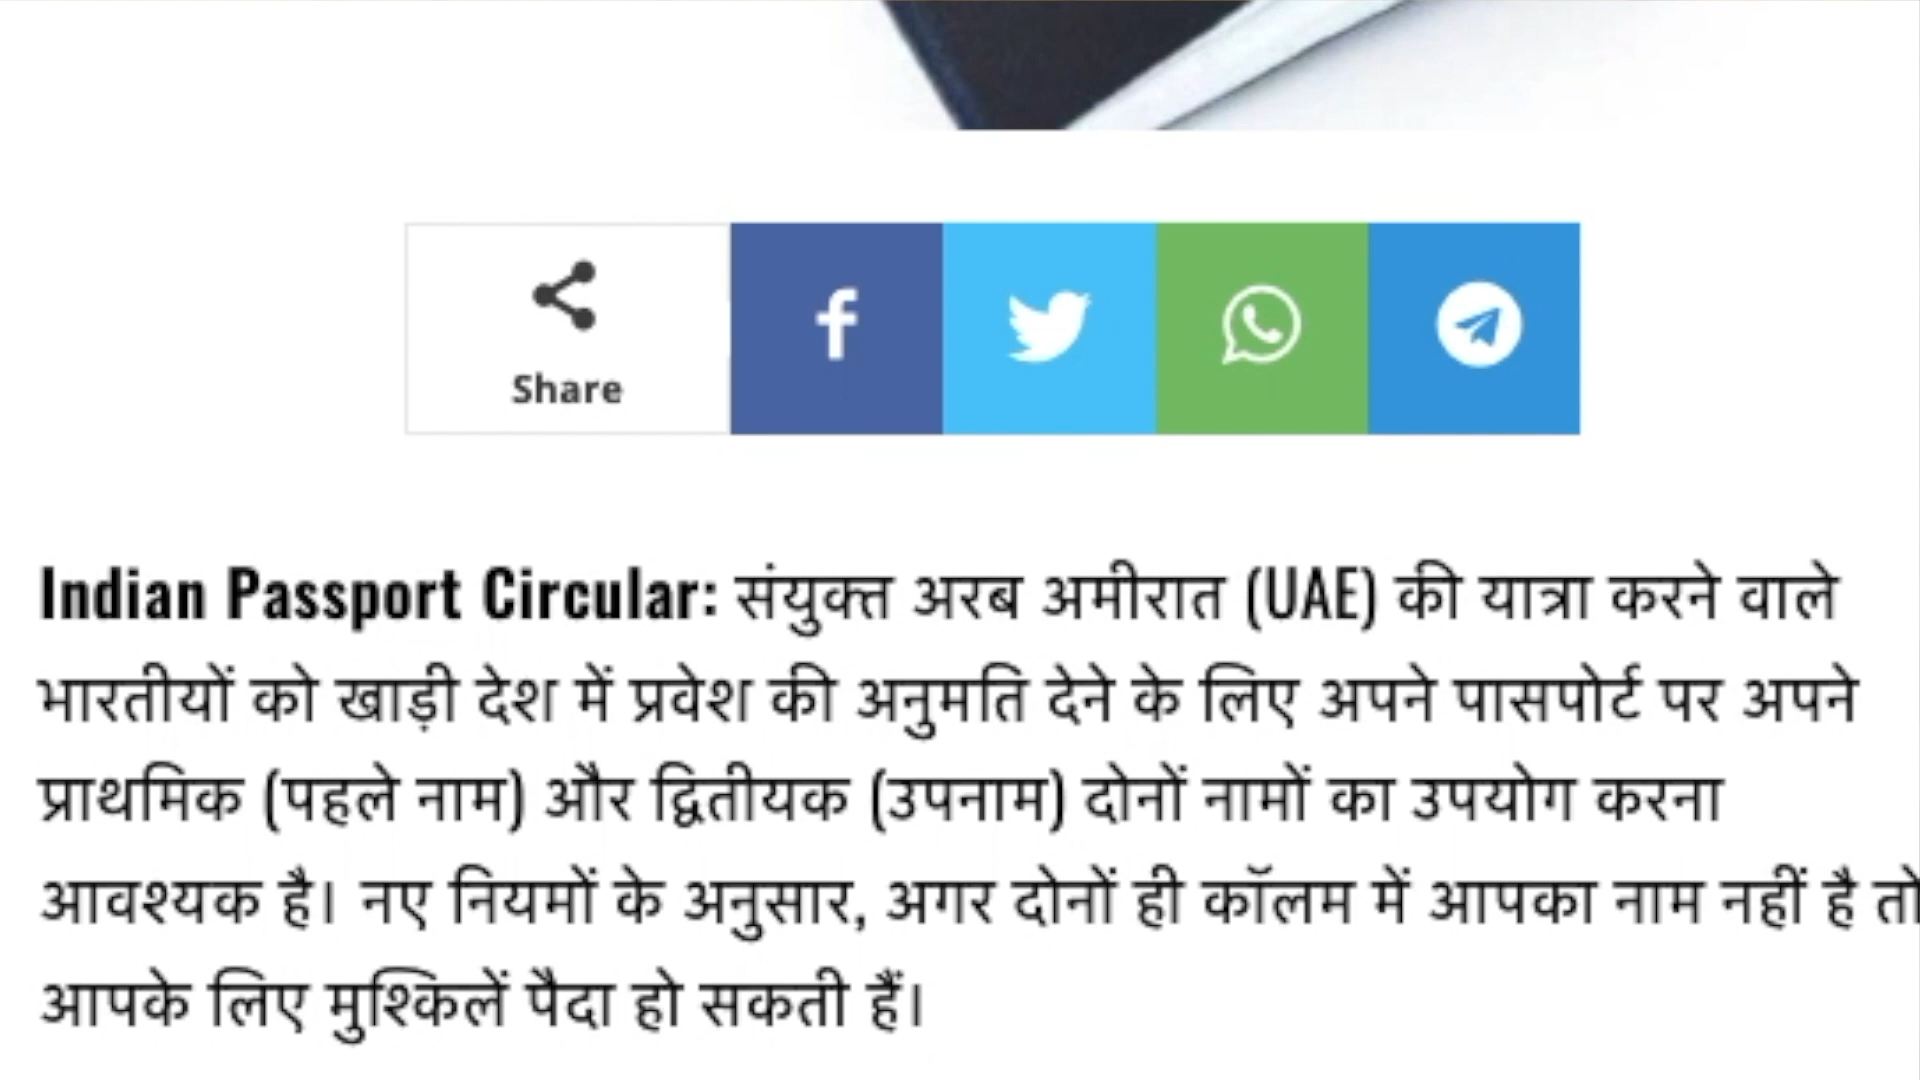 Share
Indian Passport Circular: संयुक्त अरब अमीरात (UAE) की यात्रा करने वाले
भारतीयों को खाड़ी देश में प्रवेश की अनुमति देने के लिए अपने पासपोर्ट पर अपने
प्राथमिक (पहले नाम) और द्वितीयक (उपनाम) दोनों नामों का उपयोग करना
आवश्यक है। नए नियमों के अनुसार, अगर दोनों ही कॉलम में आपका नाम नहीं है तो
आपके लिए मुश्किलें पैदा हो सकती हैं।